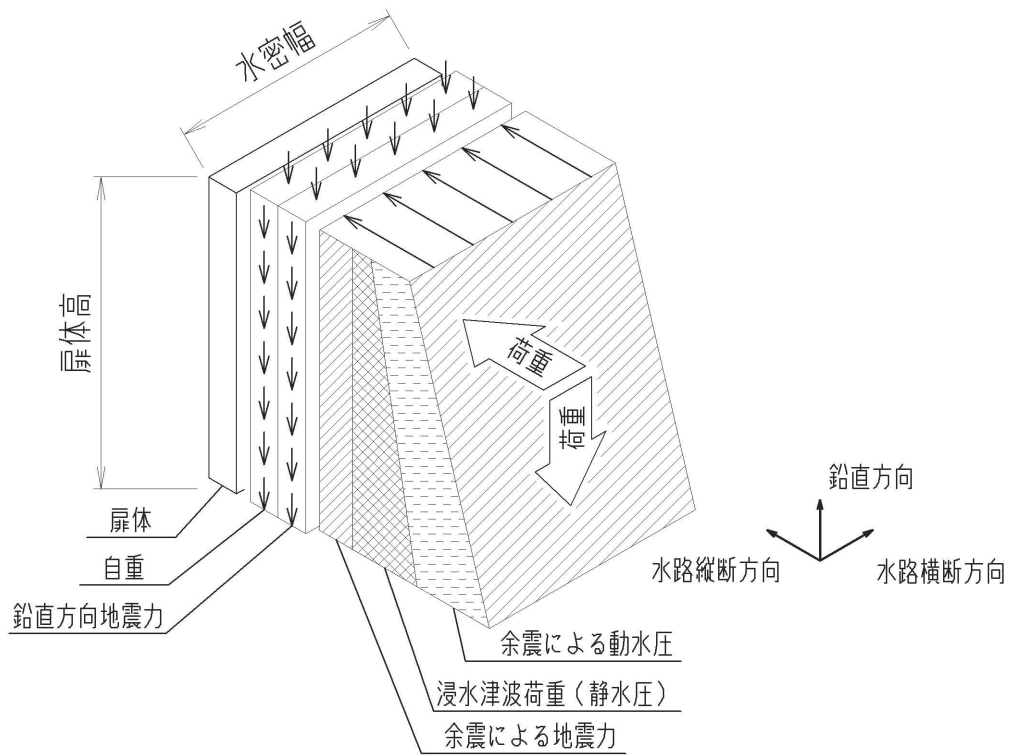 水密幅
扉体高
荷重
荷重
鉛直方向
水路縦断方向
水路横断方向
扉体
自重
鉛直方向地震力
余震による動水圧
浸水津波荷重(静水圧)
余震による地震力